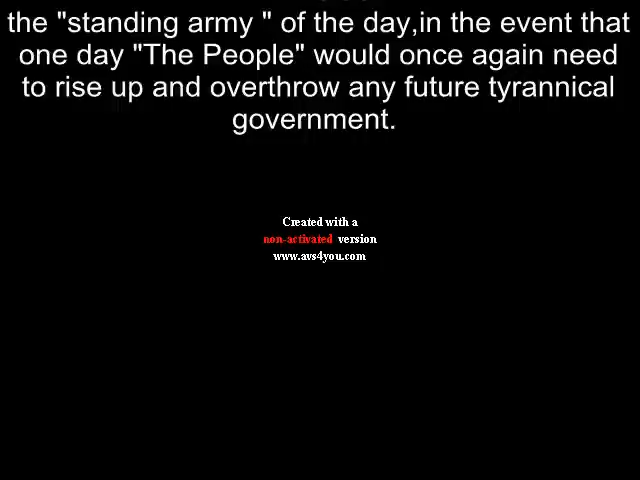 the "standing army " of the day,in the event that
one day "The People" would once again need
to rise up and overthrow any future tyrannical
government.
Created with a
non-activated version
www.avs4you.com